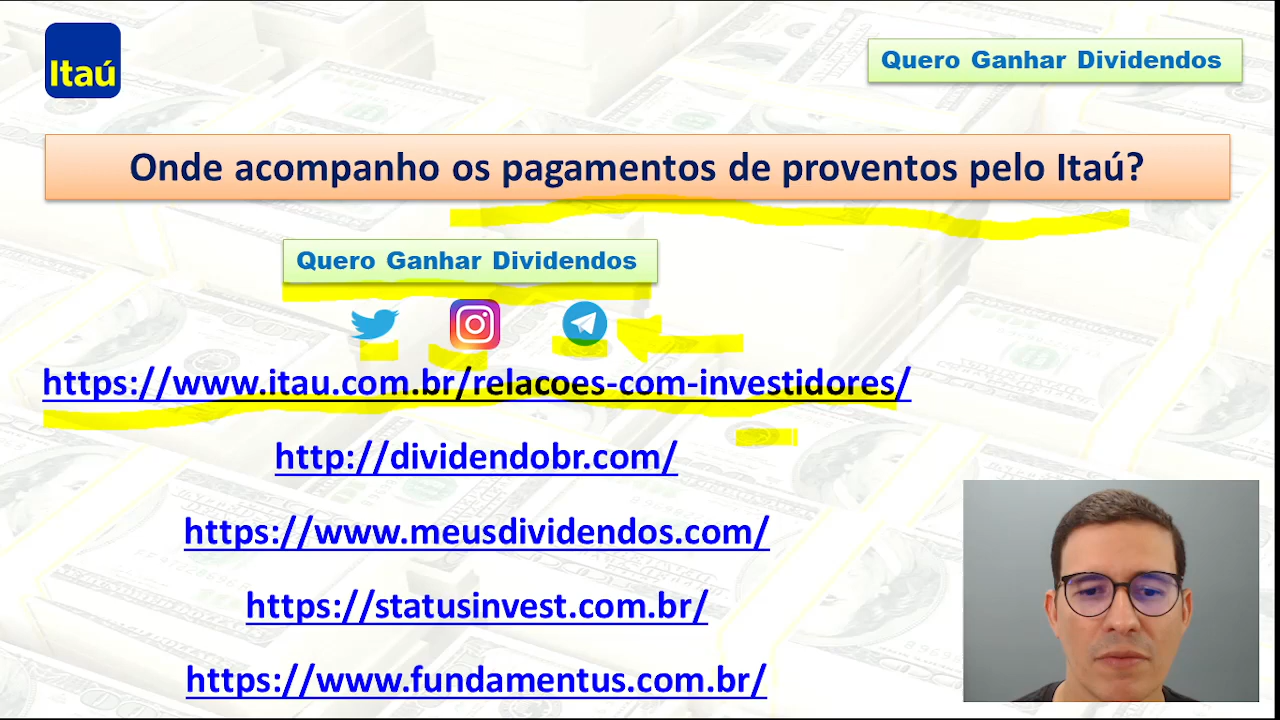 Itaú
Quero Ganhar Dividendos
Onde acompanho os pagamentos de proventos pelo Itaú?
Quero Ganhar Dividendos
https://www.itau.com.br/relacoes-com-investidores/
http://dividendobr.com/
https://www.meusdividendos.com/
https://statusinvest.com.br/
https://www.fundamentus.com.br/